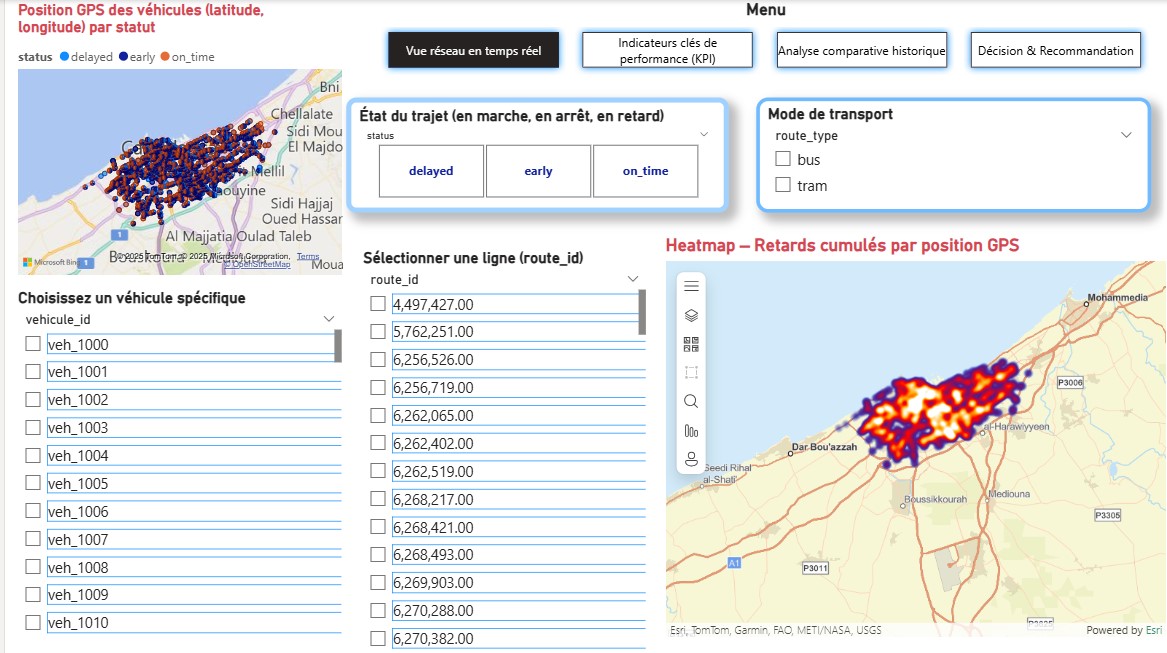 Position GPS des véhicules (latitude,
longitude) par statut
status delayed early on_time
Bni
Chellalate
Sidi Mou
El Majdo
Mellil
Sidi Hajjaj
Oued Hassar
Al Majjatia Oulad Taleb
1
1
Microsoft Bing
© 2025 TomTom, © 2025 Microsoft Corporation, Terms
© OpenStreetMap
Choisissez un véhicule spécifique
vehicule_id
veh_1000
veh_1001
veh_1002
veh_1003
veh_1004
veh_1005
veh_1006
veh_1007
veh_1008
veh_1009
veh_1010
Menu
Vue réseau en temps réel
Indicateurs clés de
performance (KPI)
Analyse comparative historique
Décision & Recommandation
État du trajet (en marche, en arrêt, en retard)
status
delayed
early
on_time
Mode de transport
route_type
bus
tram
Sélectionner une ligne (route_id)
route_id
4,497,427.00
5,762,251.00
6,256,526.00
6,256,719.00
6,262,065.00
6,262,402.00
6,262,519.00
6,268,217.00
6,268,421.00
6,268,493.00
6,269,903.00
6,270,288.00
6,270,382.00
Heatmap – Retards cumulés par position GPS
Mohammedia
P3006
al-Harawiyyeen
Dar Bou'azzah
Seedi Rihal
al-Shati'
Boussikkourah
Mediouna
P3305
A1
P3011
Esri, TomTom, Garmin, FAO, METI/NASA, USGS
Powered by Esri